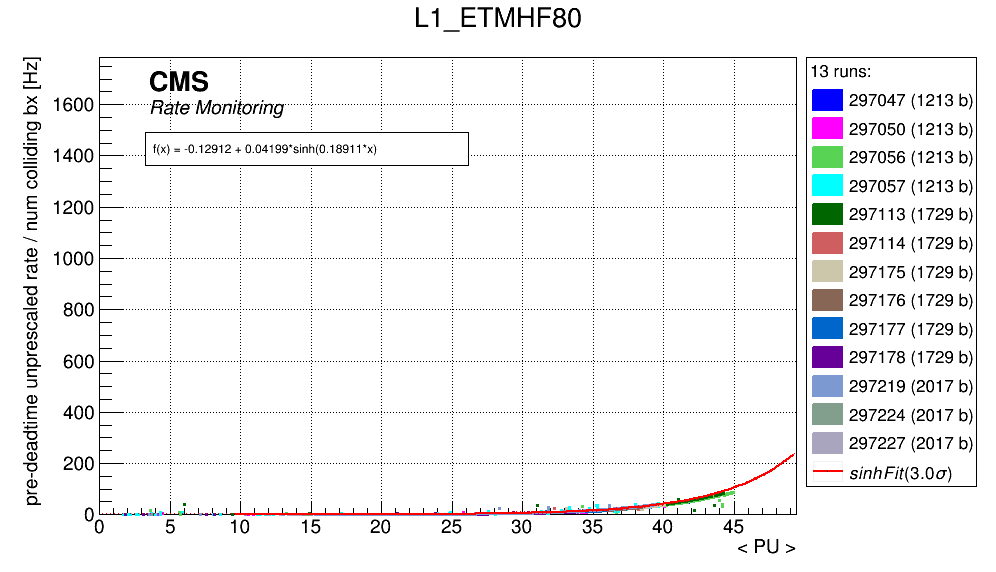 L1_ETMHF80
pre-deadtime unprescaled rate / num colliding bx [Hz]
CMS
Rate Monitoring
f(x) = -0.12912 + 0.04199*sinh(0.18911*x)
1600
1400
1200
1000
800
600
400
200
0
0 5 10 15 20 25 30 35 40 45
< PU >
13 runs:
297047 (1213 b)
297050 (1213 b)
297056 (1213 b)
297057 (1213 b)
297113 (1729 b)
297114 (1729 b)
297175 (1729 b)
297176 (1729 b)
297177 (1729 b)
297178 (1729 b)
297219 (2017 b)
297224 (2017 b)
297227 (2017 b)
sinhFit(3.0σ)